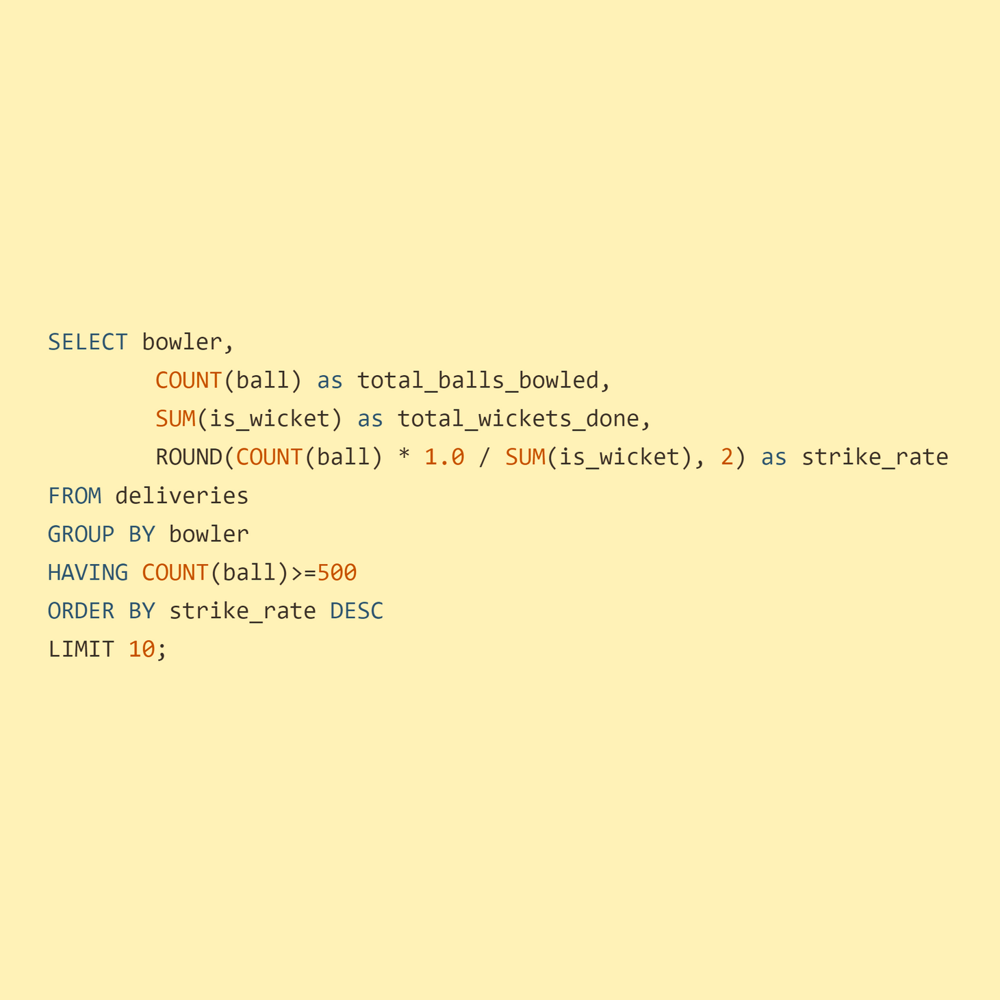 SELECT bowler,
COUNT(ball) as total_balls_bowled,
SUM(is_wicket) as total_wickets_done,
ROUND(COUNT(ball) * 1.0 / SUM(is_wicket), 2) as strike_rate
FROM deliveries
GROUP BY bowler
HAVING COUNT(ball)>=500
ORDER BY strike_rate DESC
LIMIT 10;